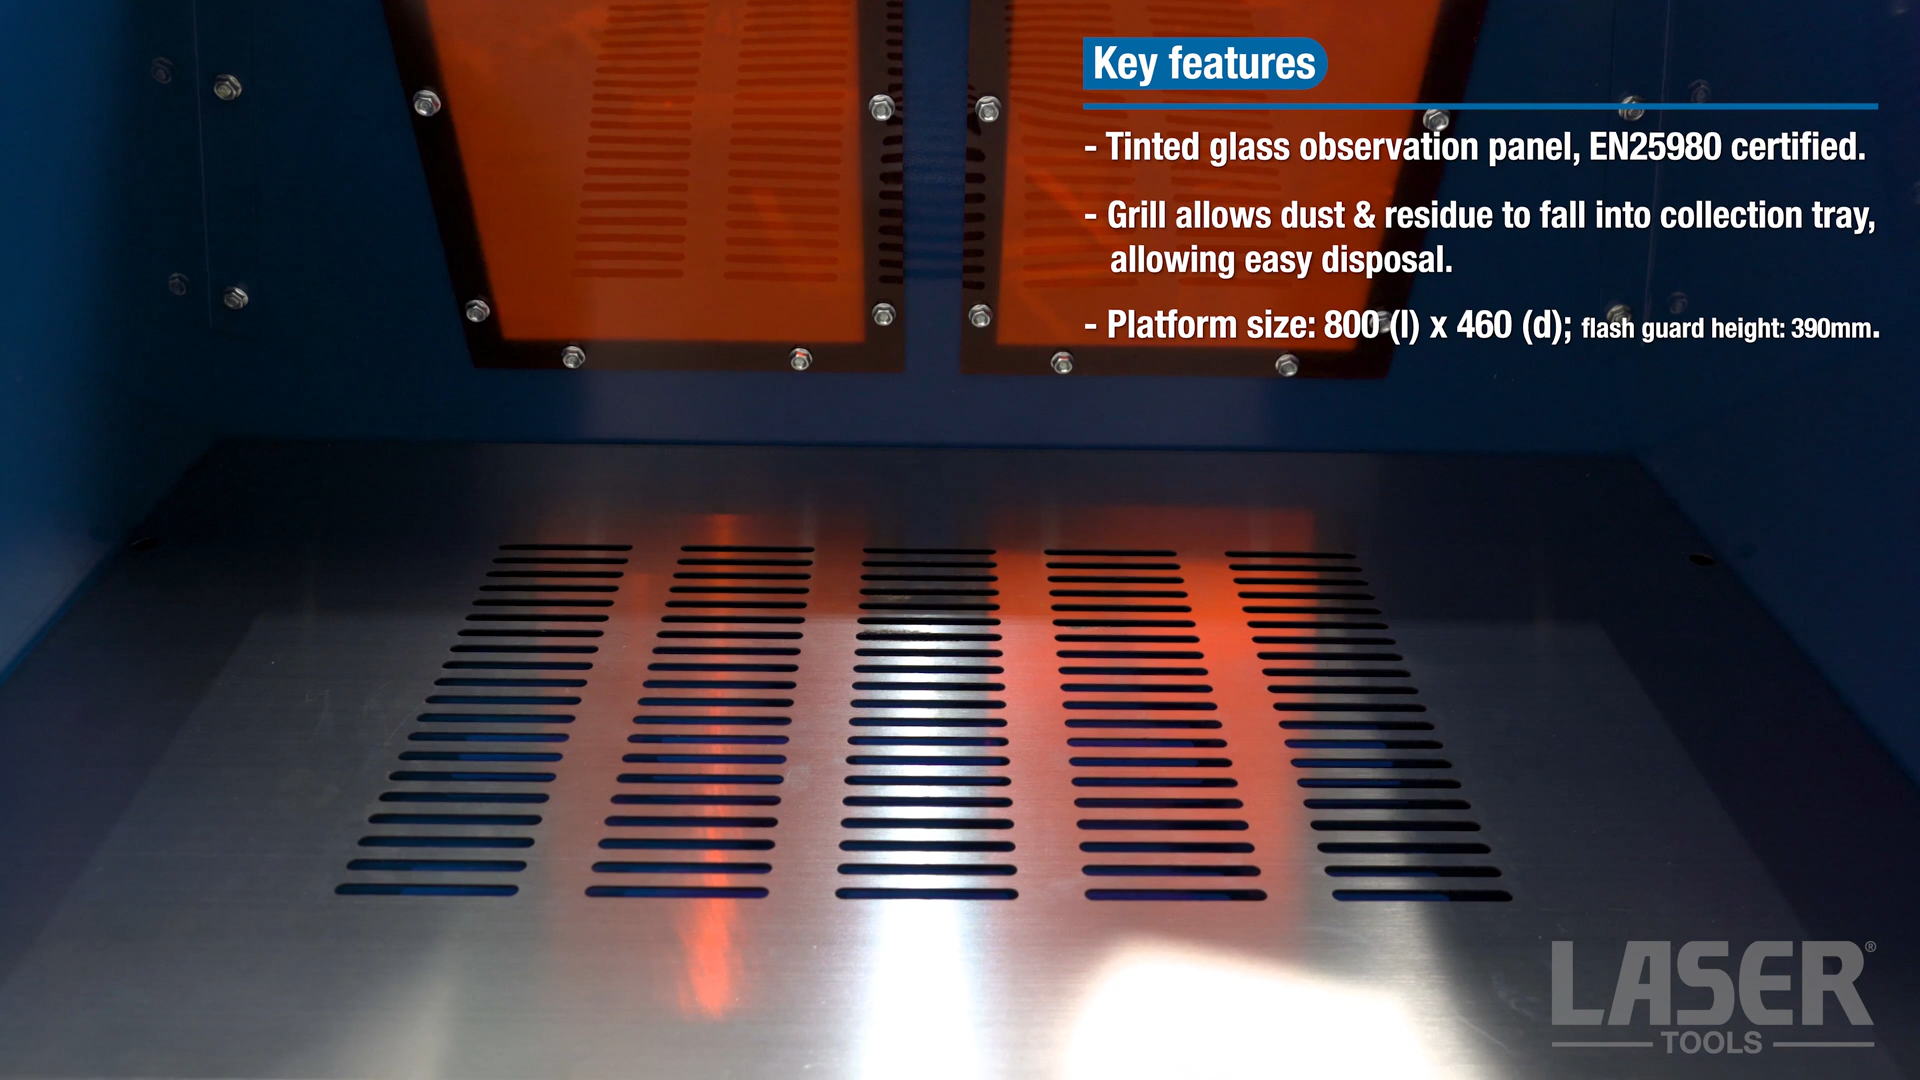 Key features
- Tinted glass observation panel, EN25980 certified.
- Grill allows dust & residue to fall into collection tray,
allowing easy disposal.
- Platform size: 800 (l) x 460 (d); flash guard height: 390mm.
LASER®
TOOLS